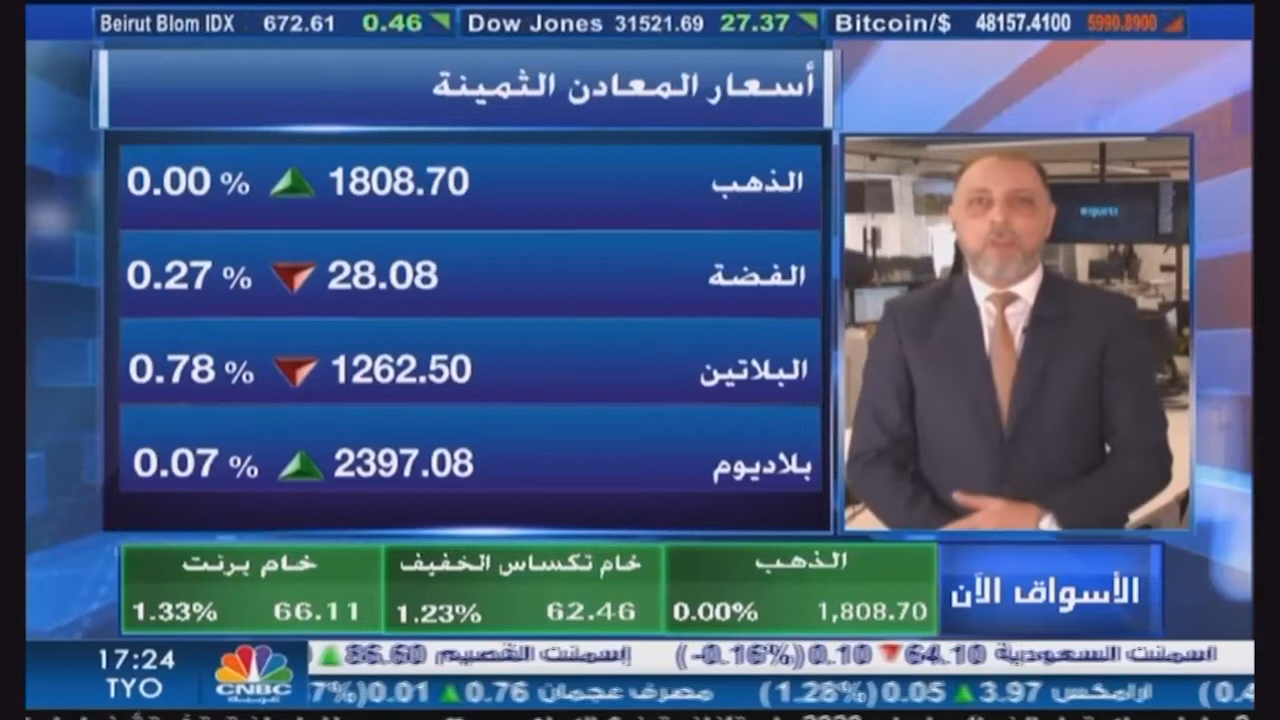 Beirut Blom IDX 672.61 0.46 Dow Jones 31521.69 27.37 Bitcoin/$ 48157.4100 5990.8900
أسعار المعادن الثمينة
الذهب 1808.70 0.00 %
الفضة 28.08 0.27 %
البلاتين 1262.50 0.78 %
بلاديوم 2397.08 0.07 %
الأسواق الآن
الذهب
1,808.70 0.00%
خام تكساس الخفيف
62.46 1.23%
خام برنت
66.11 1.33%
17:24
TYO
CNBC
عربية
اسمنت السعودية 64.10 0.10 (-0.16%) إسمنت القصيم 86.60
ارامكس 3.97 0.05 (1.28%) مصرف عجمان 0.76 0.01